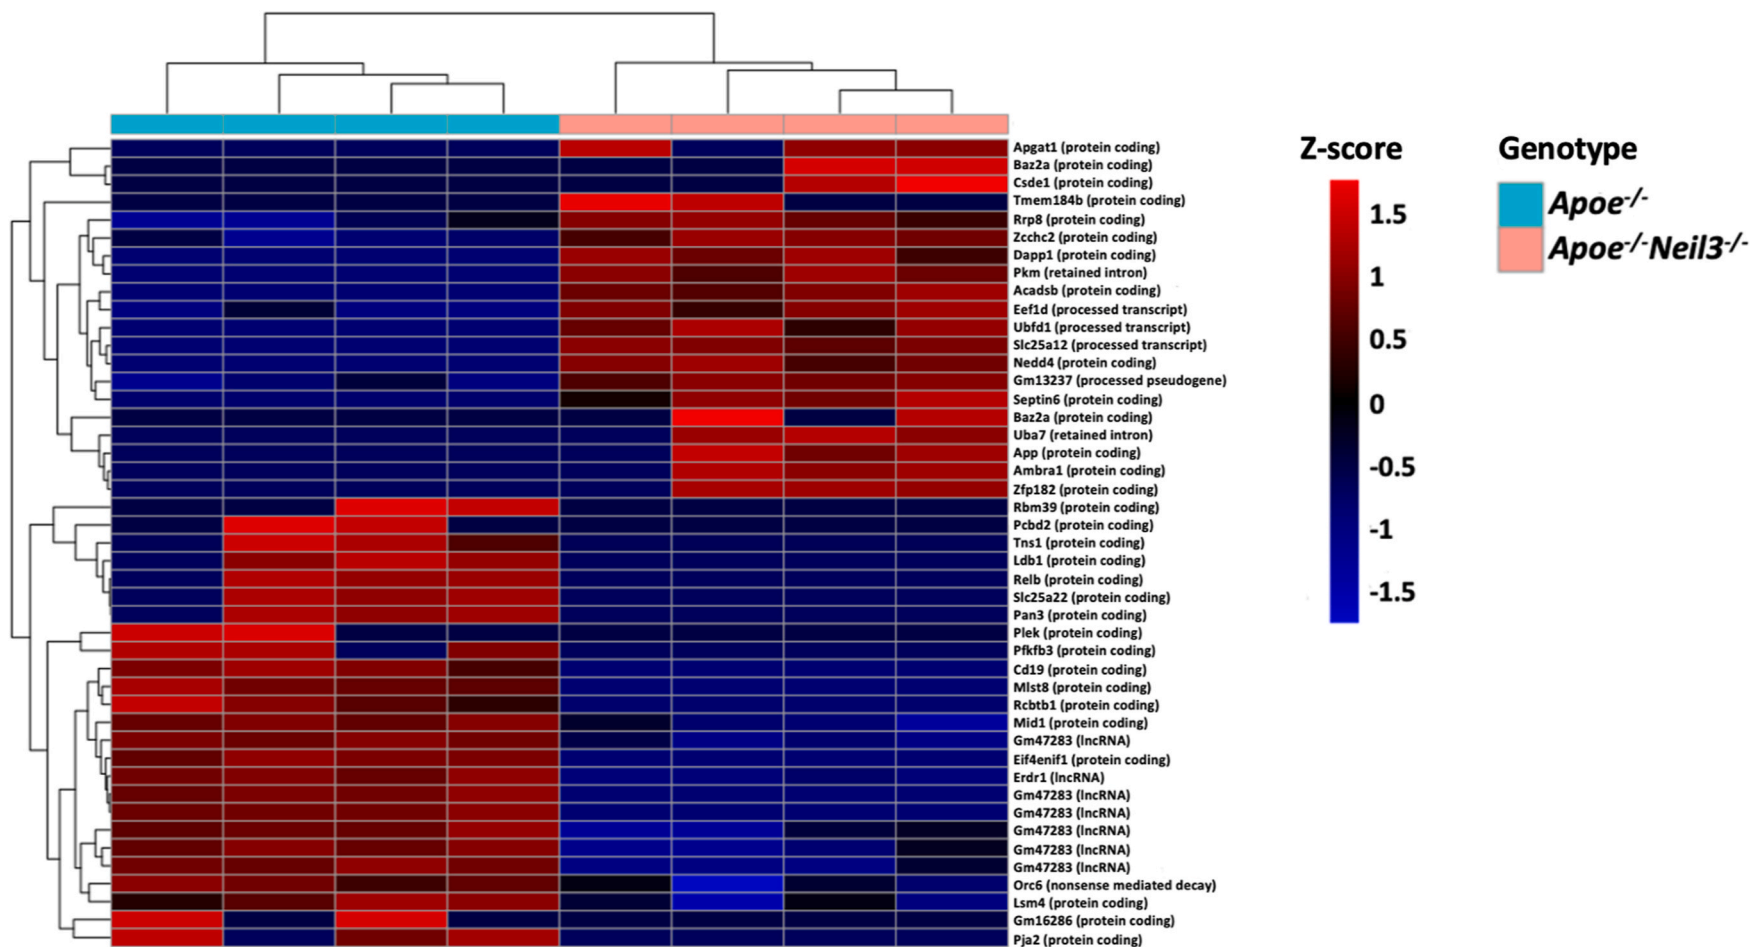 Apgat1 (protein coding)
Baz2a (protein coding)
Csde1 (protein coding)
Tmem184b (protein coding)
Rrp8 (protein coding)
Zcchc2 (protein coding)
Dapp1 (protein coding)
Pkm (retained intron)
Acadsb (protein coding)
Eef1d (processed transcript)
Ubfd1 (processed transcript)
Slc25a12 (processed transcript)
Nedd4 (protein coding)
Gm13237 (processed pseudogene)
Septin6 (protein coding)
Baz2a (protein coding)
Uba7 (retained intron)
App (protein coding)
Ambra1 (protein coding)
Zfp182 (protein coding)
Rbm39 (protein coding)
Pcbd2 (protein coding)
Tns1 (protein coding)
Ldb1 (protein coding)
Relb (protein coding)
Slc25a22 (protein coding)
Pan3 (protein coding)
Plek (protein coding)
Pfkfb3 (protein coding)
Cd19 (protein coding)
Mlst8 (protein coding)
Rcbtb1 (protein coding)
Mid1 (protein coding)
Gm47283 (lncRNA)
Eif4enif1 (protein coding)
Erdr1 (lncRNA)
Gm47283 (lncRNA)
Gm47283 (lncRNA)
Gm47283 (lncRNA)
Gm47283 (lncRNA)
Gm47283 (lncRNA)
Orc6 (nonsense mediated decay)
Lsm4 (protein coding)
Gm16286 (protein coding)
Pja2 (protein coding)
Z-score
1.5
1
0.5
0
-0.5
-1
-1.5
Genotype
Apoe-/-
Apoe-/-Neil3-/-